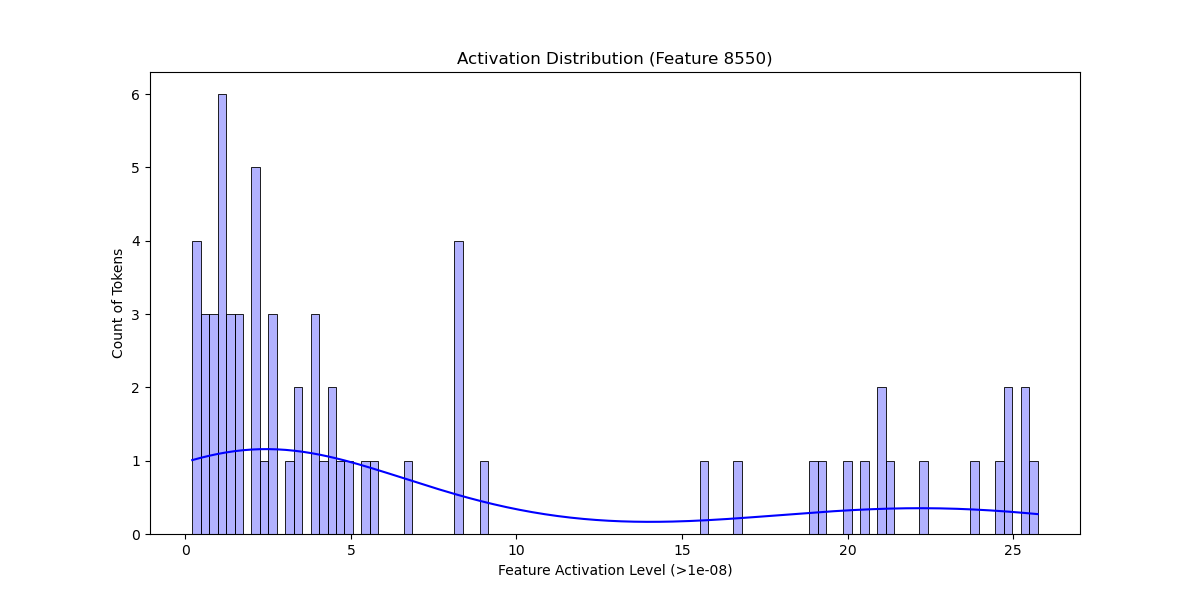 Activation Distribution (Feature 8550)
Count of Tokens
6
5
4
3
2
1
0
0 5 10 15 20 25
Feature Activation Level (>1e-08)